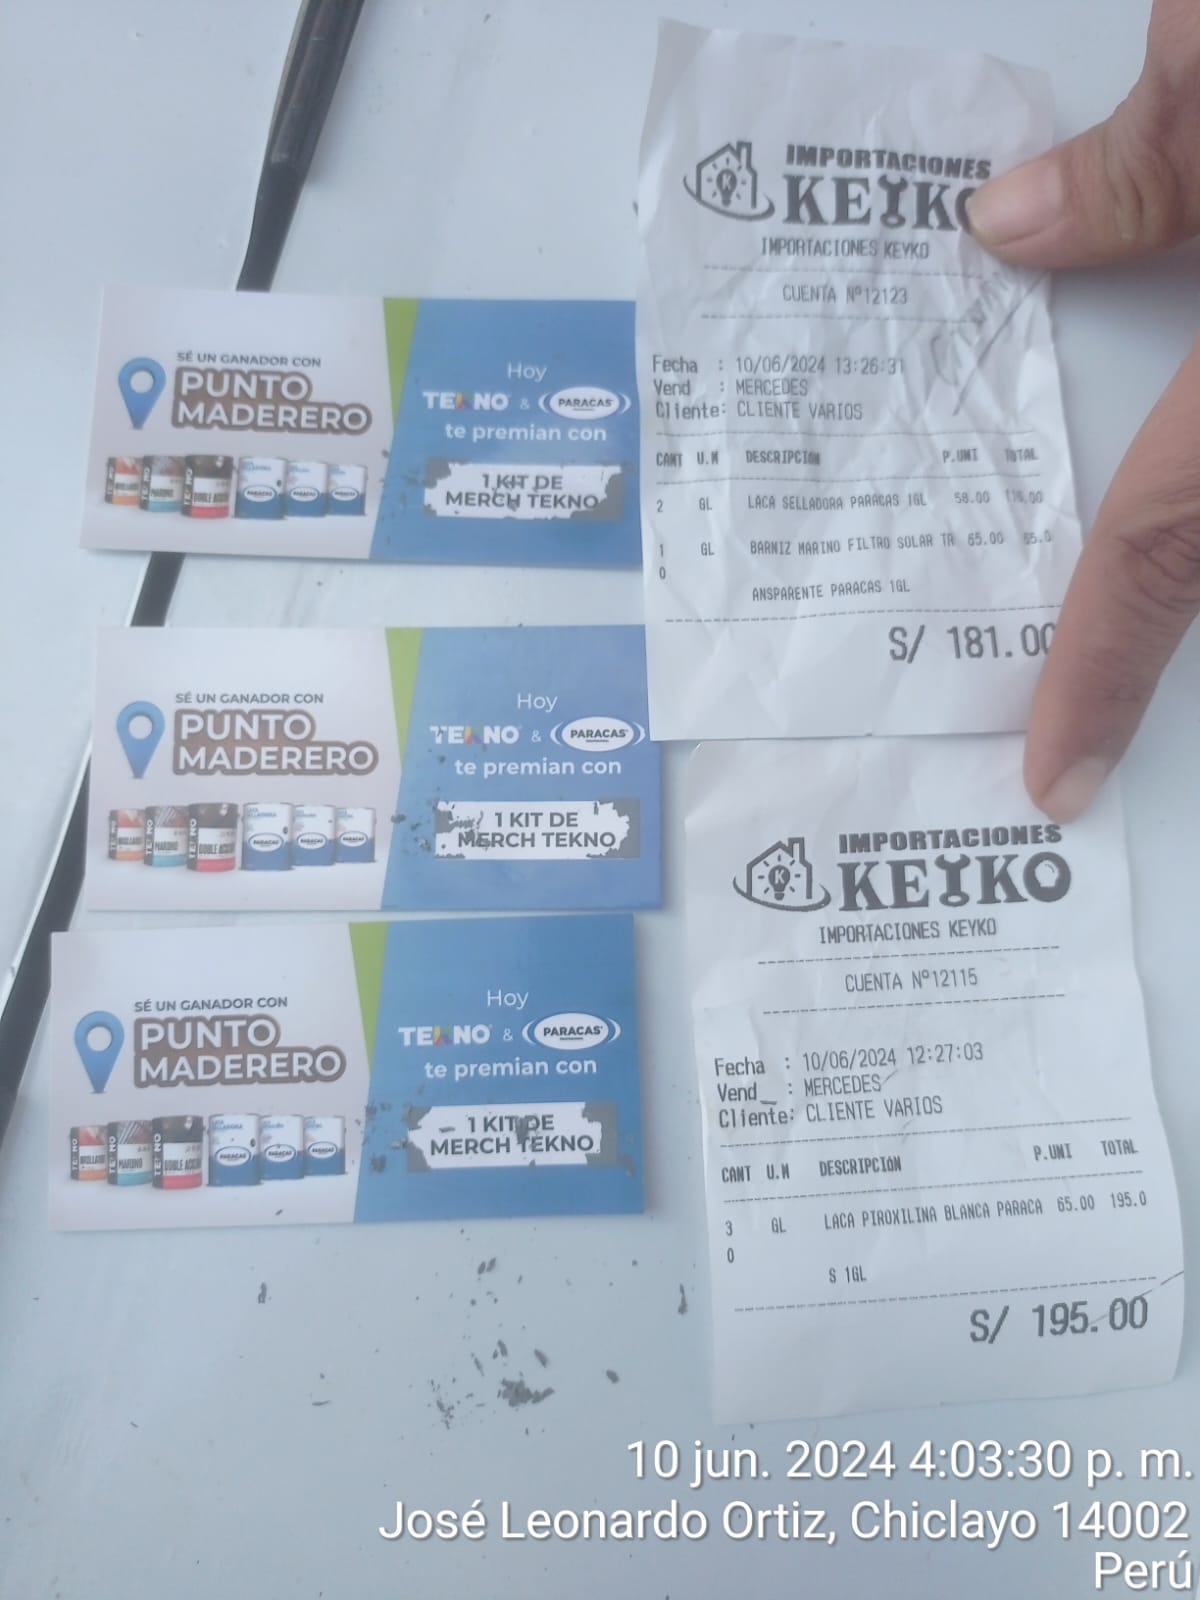 SÉ UN GANADOR CON
PUNTO
MADERERO
Hoy
TEKNO & PARACAS
te premian con
1 KIT DE
MERCH TEKNO
SÉ UN GANADOR CON
PUNTO
MADERERO
Hoy
TEKNO & PARACAS
te premian con
1 KIT DE
MERCH TEKNO
SÉ UN GANADOR CON
PUNTO
MADERERO
Hoy
TEKNO & PARACAS
te premian con
1 KIT DE
MERCH TEKNO
IMPORTACIONES
KEYKO
IMPORTACIONES KEYKO
CUENTA Nº12123
Fecha : 10/06/2024 13:26:31
Vend : MERCEDES
Cliente: CLIENTE VARIOS
CANT U.M DESCRIPCION P.UNI TOTAL
2 GL LACA SELLADORA PARACAS 1GL 58.00 116.00
1 GL BARNIZ MARINO FILTRO SOLAR TR 65.00 65.0
0
ANSPARENTE PARACAS 1GL
S/ 181.00
IMPORTACIONES
KEYKO
IMPORTACIONES KEYKO
CUENTA Nº12115
Fecha : 10/06/2024 12:27:03
Vend : MERCEDES
Cliente: CLIENTE VARIOS
CANT U.M DESCRIPCION P.UNI TOTAL
3 GL LACA PIROXILINA BLANCA PARACA 65.00 195.0
0
S 1GL
S/ 195.00
10 jun. 2024 4:03:30 p. m.
José Leonardo Ortiz, Chiclayo 14002
Perú